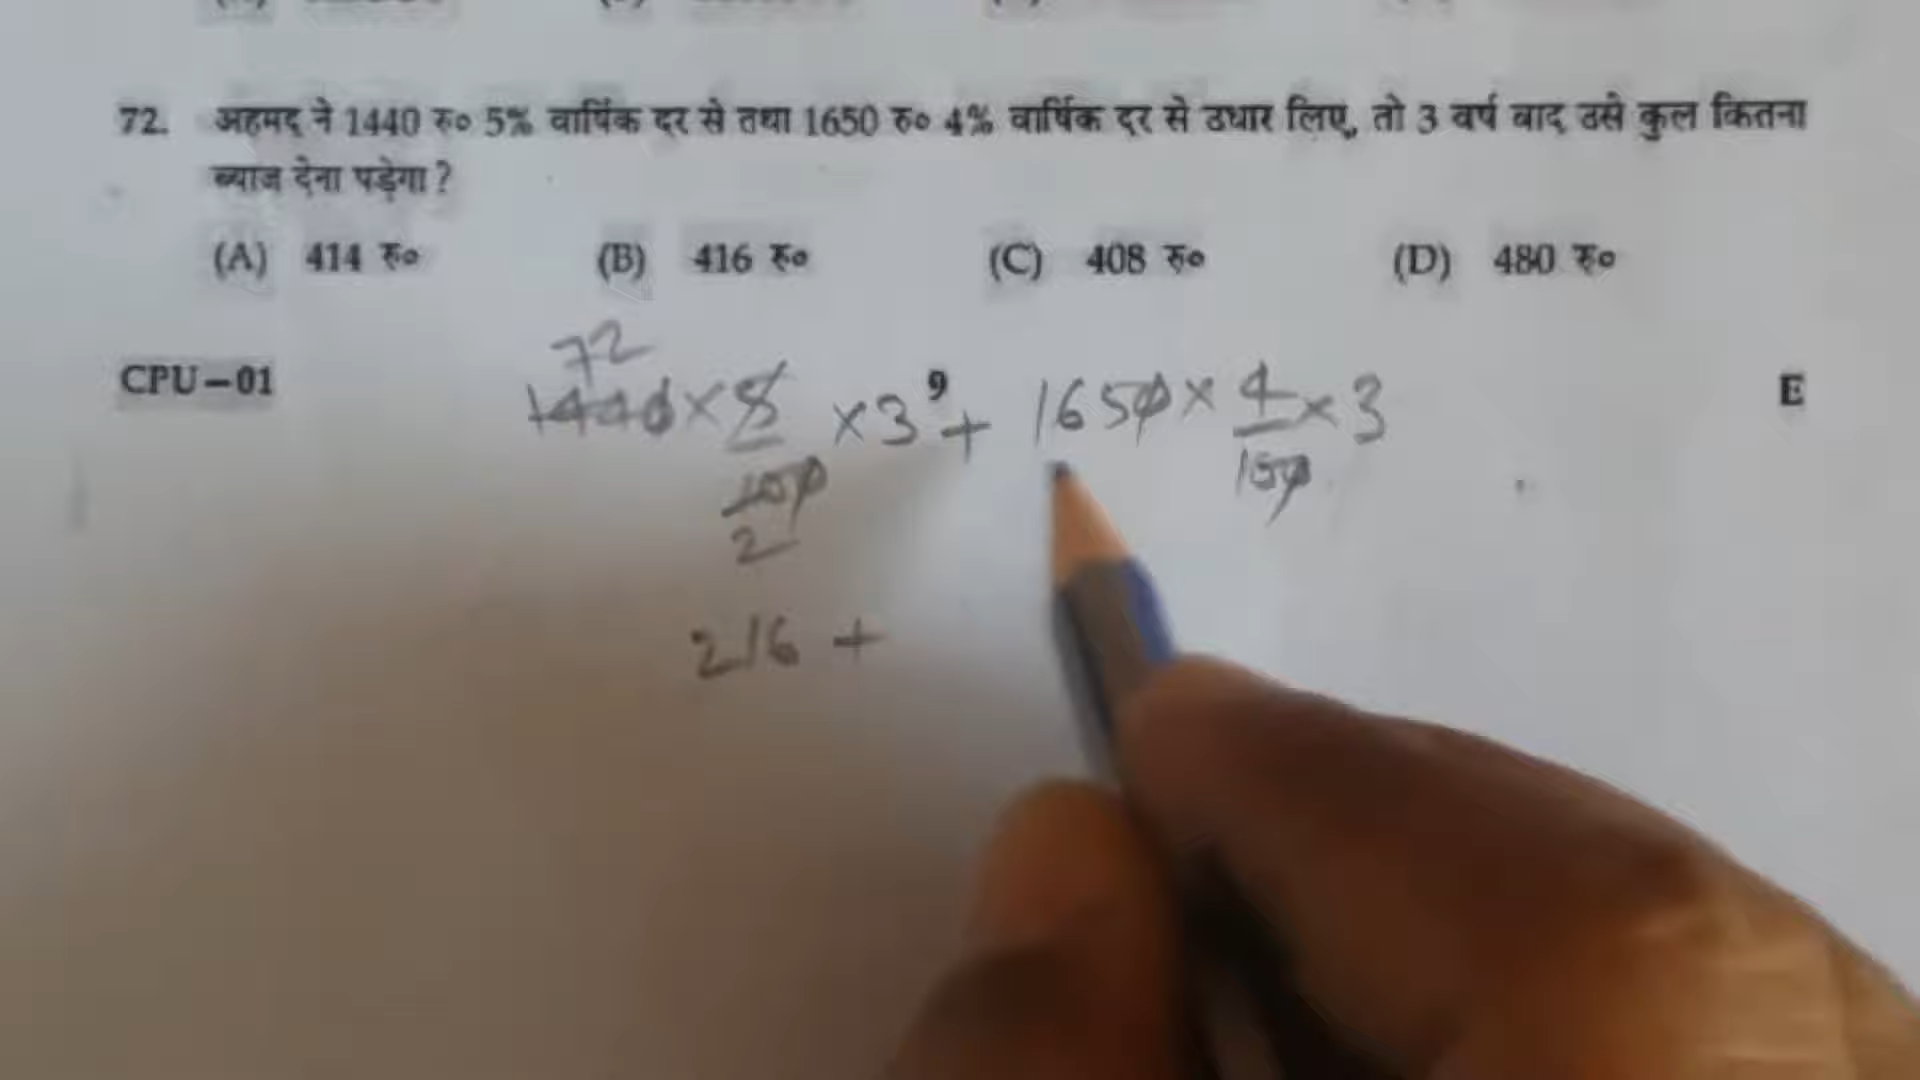 72. अहमद ने 1440 रु० 5% वार्षिक दर से तथा 1650 रु० 4% वार्षिक दर से उधार लिए, तो 3 वर्ष बाद उसे कुल कितना
ब्याज देना पड़ेगा ?
(A) 414 रु० (B) 416 रु० (C) 408 रु० (D) 480 रु०
72
CPU-01 1440 × 5 × 3 9 + 1650 × 4 × 3 E
100 100
2
216 +